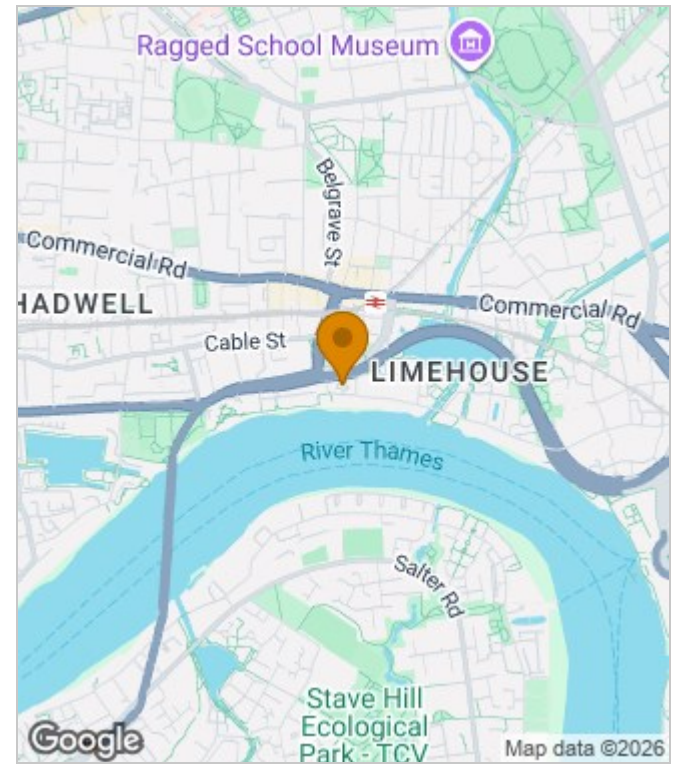 Ragged School Museum
Belgrave St
Commercial Rd
HADWELL
Commercial Rd
Cable St
LIMEHOUSE
River Thames
Salter Rd
Stave Hill
Ecological
Park - TCV
Google
Map data ©2026